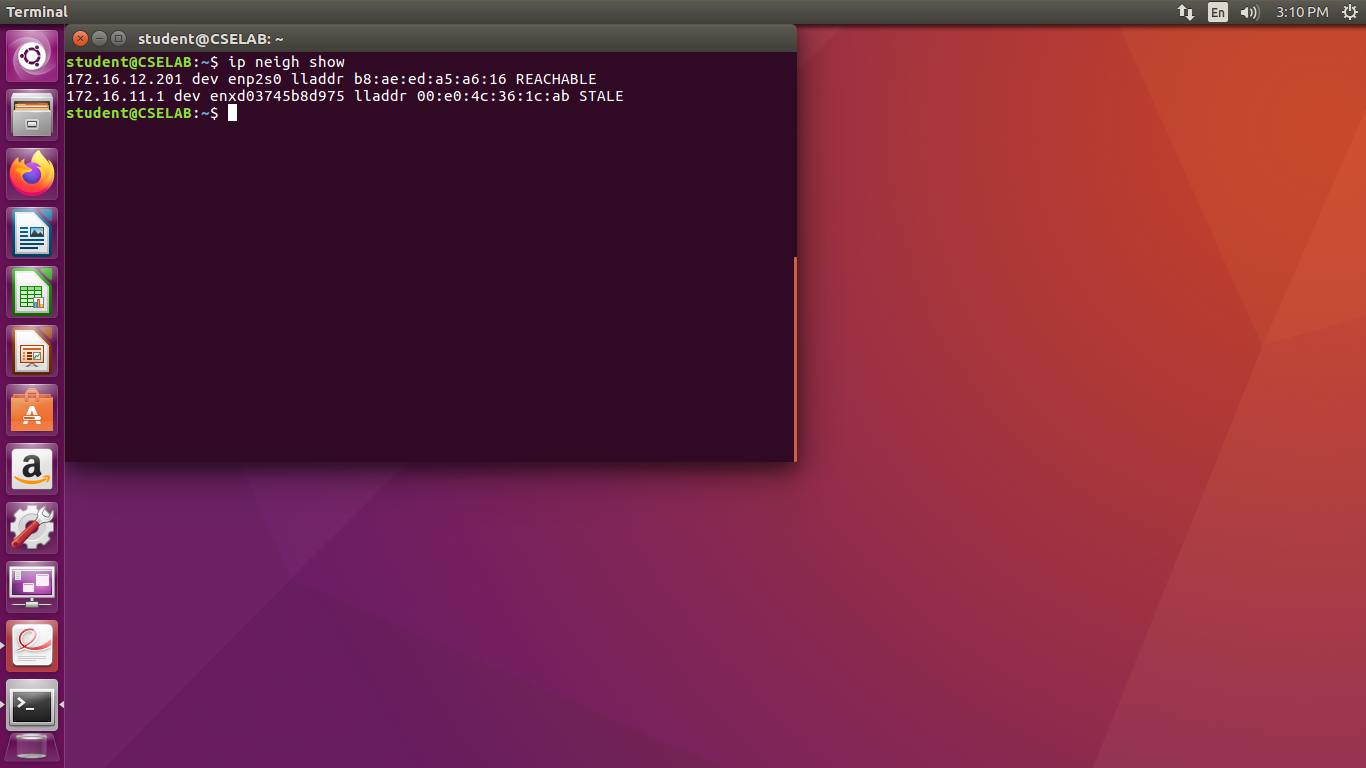 Terminal
En
3:10 PM
student@CSELAB: ~
student@CSELAB:~$ ip neigh show
172.16.12.201 dev enp2s0 lladdr b8:ae:ed:a5:a6:16 REACHABLE
172.16.11.1 dev enxd03745b8d975 lladdr 00:e0:4c:36:1c:ab STALE
student@CSELAB:~$